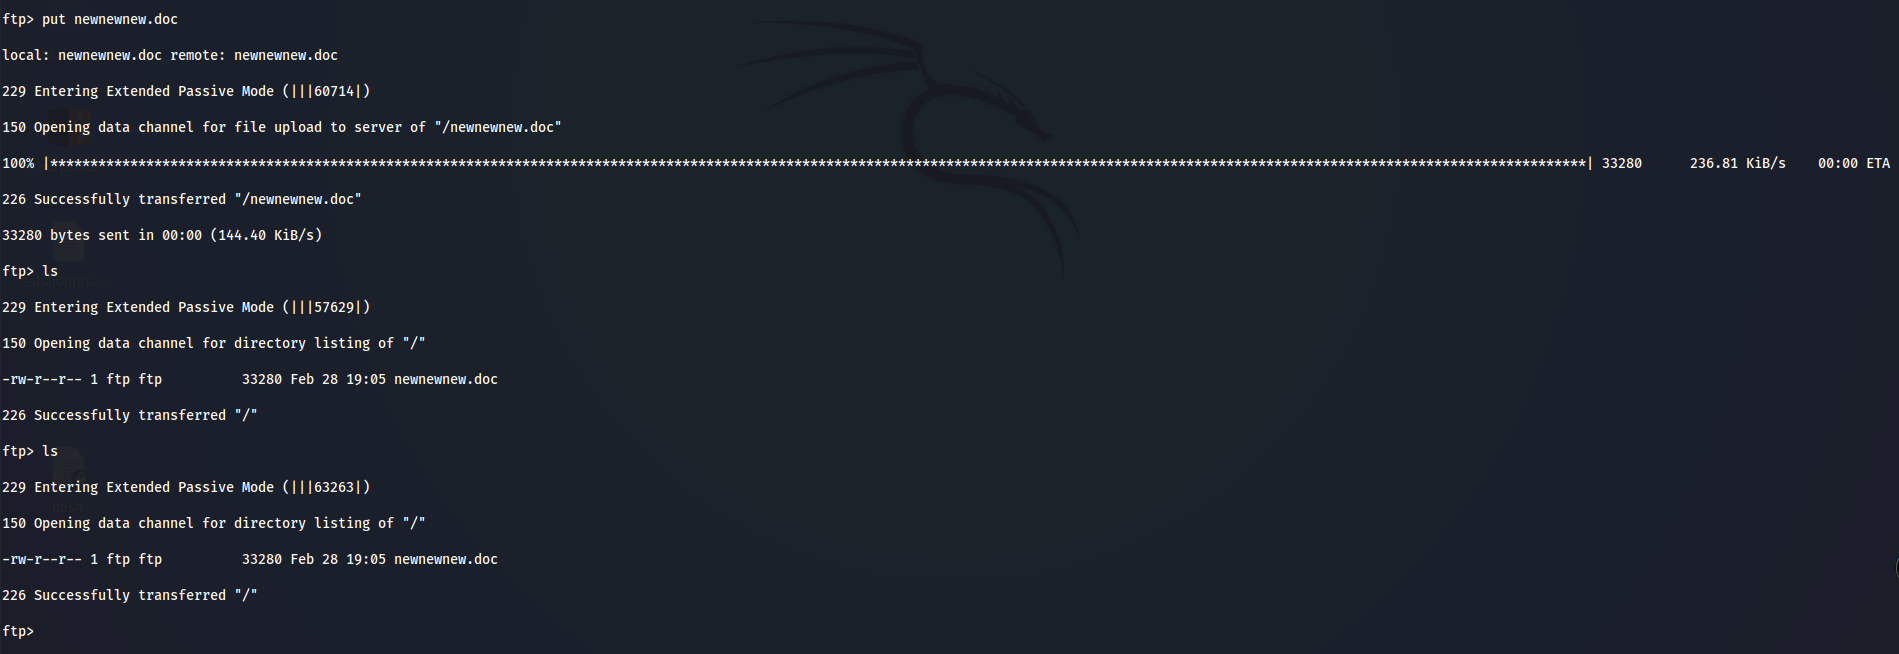 ftp> put newnewnew.doc
local: newnewnew.doc remote: newnewnew.doc
229 Entering Extended Passive Mode (|||60714|)
150 Opening data channel for file upload to server of "/newnewnew.doc"
100% |************************************************************************************************************************************************************************************************| 33280 236.81 KiB/s 00:00 ETA
226 Successfully transferred "/newnewnew.doc"
33280 bytes sent in 00:00 (144.40 KiB/s)
ftp> ls
229 Entering Extended Passive Mode (|||57629|)
150 Opening data channel for directory listing of "/"
-rw-r--r-- 1 ftp ftp 33280 Feb 28 19:05 newnewnew.doc
226 Successfully transferred "/"
ftp> ls
229 Entering Extended Passive Mode (|||63263|)
150 Opening data channel for directory listing of "/"
-rw-r--r-- 1 ftp ftp 33280 Feb 28 19:05 newnewnew.doc
226 Successfully transferred "/"
ftp>